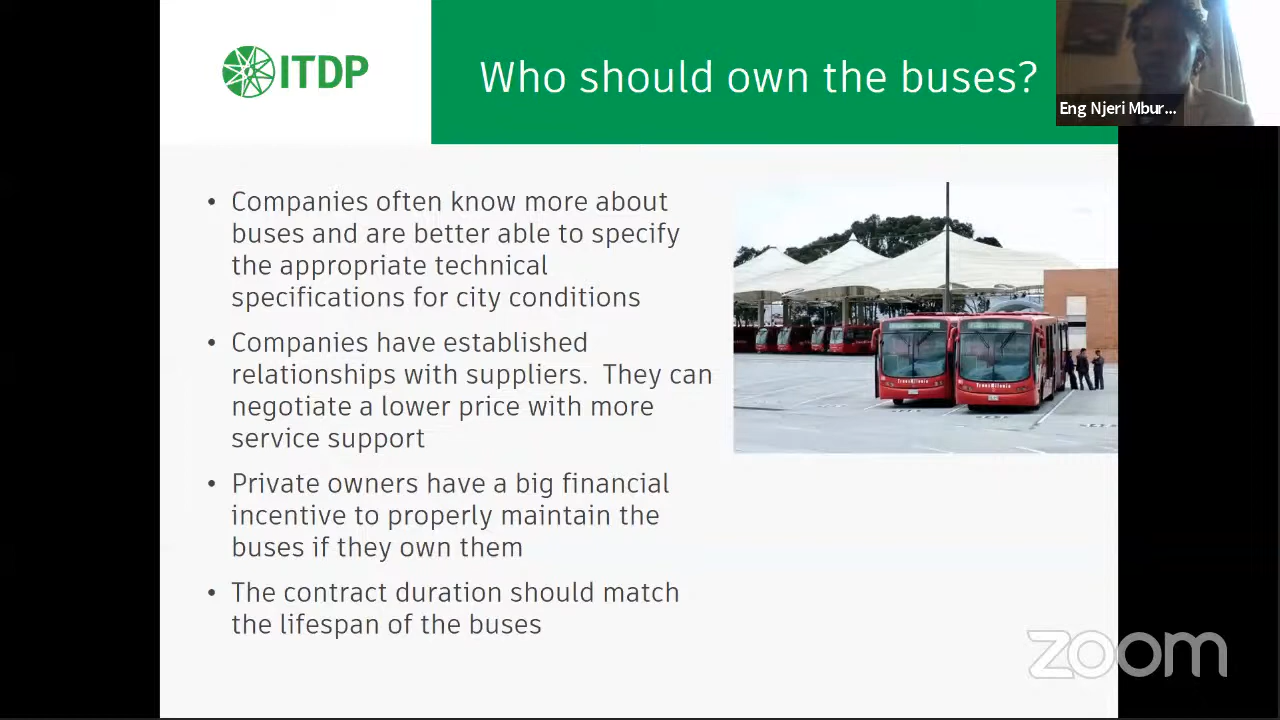 ITDP
Who should own the buses?
Eng Njeri Mbur...
• Companies often know more about
buses and are better able to specify
the appropriate technical
specifications for city conditions
• Companies have established
relationships with suppliers.  They can
negotiate a lower price with more
service support
• Private owners have a big financial
incentive to properly maintain the
buses if they own them
• The contract duration should match
the lifespan of the buses
TransMilenio
TransMilenio
zoom